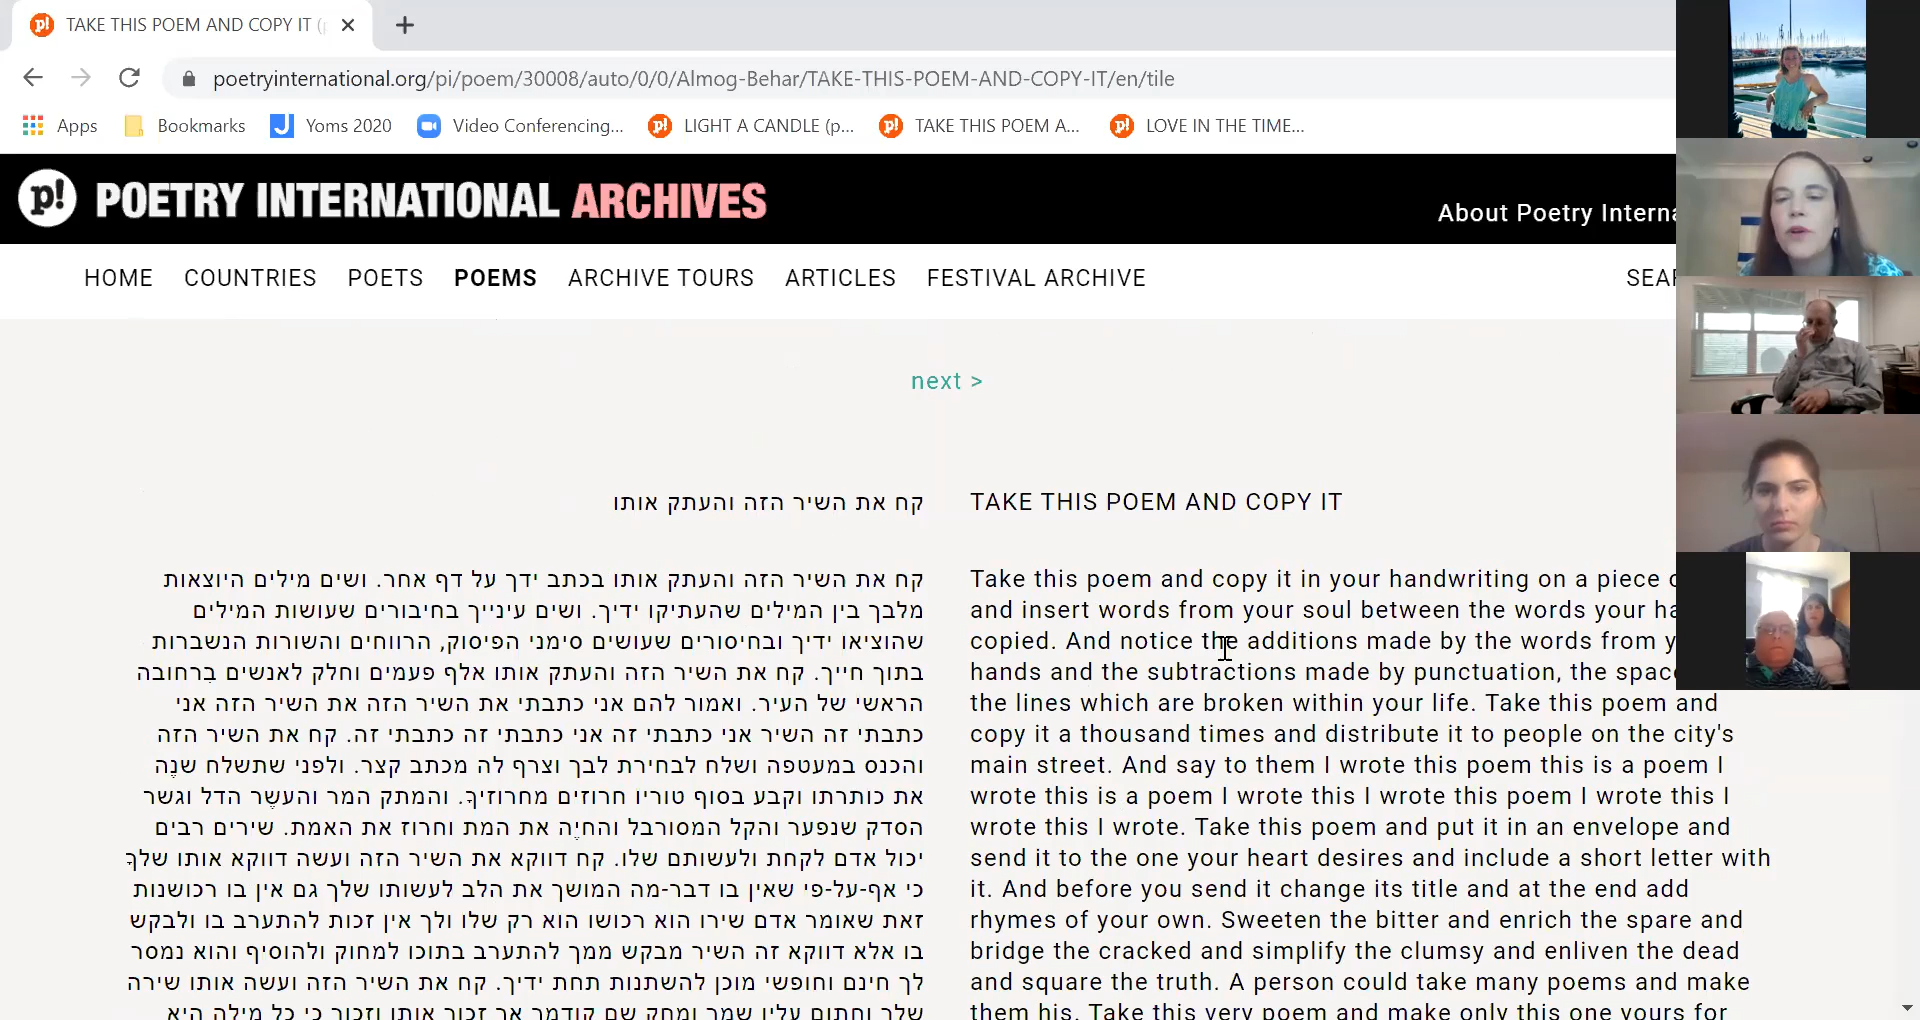 TAKE THIS POEM AND COPY IT (
poetryinternational.org/pi/poem/30008/auto/0/0/Almog-Behar/TAKE-THIS-POEM-AND-COPY-IT/en/tile
Apps Bookmarks Yoms 2020 Video Conferencing... LIGHT A CANDLE (p... TAKE THIS POEM A... LOVE IN THE TIME...
p! POETRY INTERNATIONAL ARCHIVES
About Poetry Interna
HOME COUNTRIES POETS POEMS ARCHIVE TOURS ARTICLES FESTIVAL ARCHIVE
next >
קח את השיר הזה והעתק אותו
קח את השיר הזה והעתק אותו בכתב ידך על דף אחר. ושים מילים היוצאות
מלבך בין המילים שהעתיקו ידיך. ושים עינייך בחיבורים שעושות המילים
שהוציאו ידיך ובחיסורים שעושים סימני הפיסוק, הרווחים והשורות הנשברות
בתוך חייך. קח את השיר הזה והעתק אותו אלף פעמים וחלק לאנשים בִּרחובה
הראשי של העיר. ואמור להם אני כתבתי את השיר הזה את השיר הזה אני
כתבתי זה השיר אני כתבתי זה אני כתבתי זה כתבתי זה. קח את השיר הזה
והכנס במעטפה ושלח לבחירת לבך וצרף לה מכתב קצר. ולפני שתשלח שנֶה
את כותרתו וקבע בסוף טוריו חרוזים מחרוזיךָ. והמתק המר והעשֶר הדל וגשר
הסדק שנפער והקל המסורבל והחיֶה את המת וחרוז את האמת. שירים רבים
יכול אדם לקחת ולעשותם שלו. קח דווקא את השיר הזה ועשה דווקא אותו שלךָ
כי אף-על-פי שאין בו דבר-מה המושך את הלב לעשותו שלך גם אין בו רכושנות
זאת שאומר אדם שירו הוא רכושו הוא רק שלו ולך אין זכות להתערב בו ולבקש
בו אלא דווקא זה השיר מבקש ממך להתערב בתוכו למחוק ולהוסיף והוא נמסר
לך חינם וחופשי מוכן להשתנות תחת ידיך. קח את השיר הזה ועשה אותו שירה
שלך וחתום עליו שמך ומחק שם קודמך אך זכור אותו וזכור כי כל מילה היא
TAKE THIS POEM AND COPY IT
Take this poem and copy it in your handwriting on a piece
and insert words from your soul between the words your
copied. And notice the additions made by the words from
hands and the subtractions made by punctuation, the
the lines which are broken within your life. Take this poem and
copy it a thousand times and distribute it to people on the city's
main street. And say to them I wrote this poem this is a poem I
wrote this is a poem I wrote this I wrote this poem I wrote this I
wrote this I wrote. Take this poem and put it in an envelope and
send it to the one your heart desires and include a short letter with
it. And before you send it change its title and at the end add
rhymes of your own. Sweeten the bitter and enrich the spare and
bridge the cracked and simplify the clumsy and enliven the dead
and square the truth. A person could take many poems and make
them his. Take this very poem and make only this one yours for